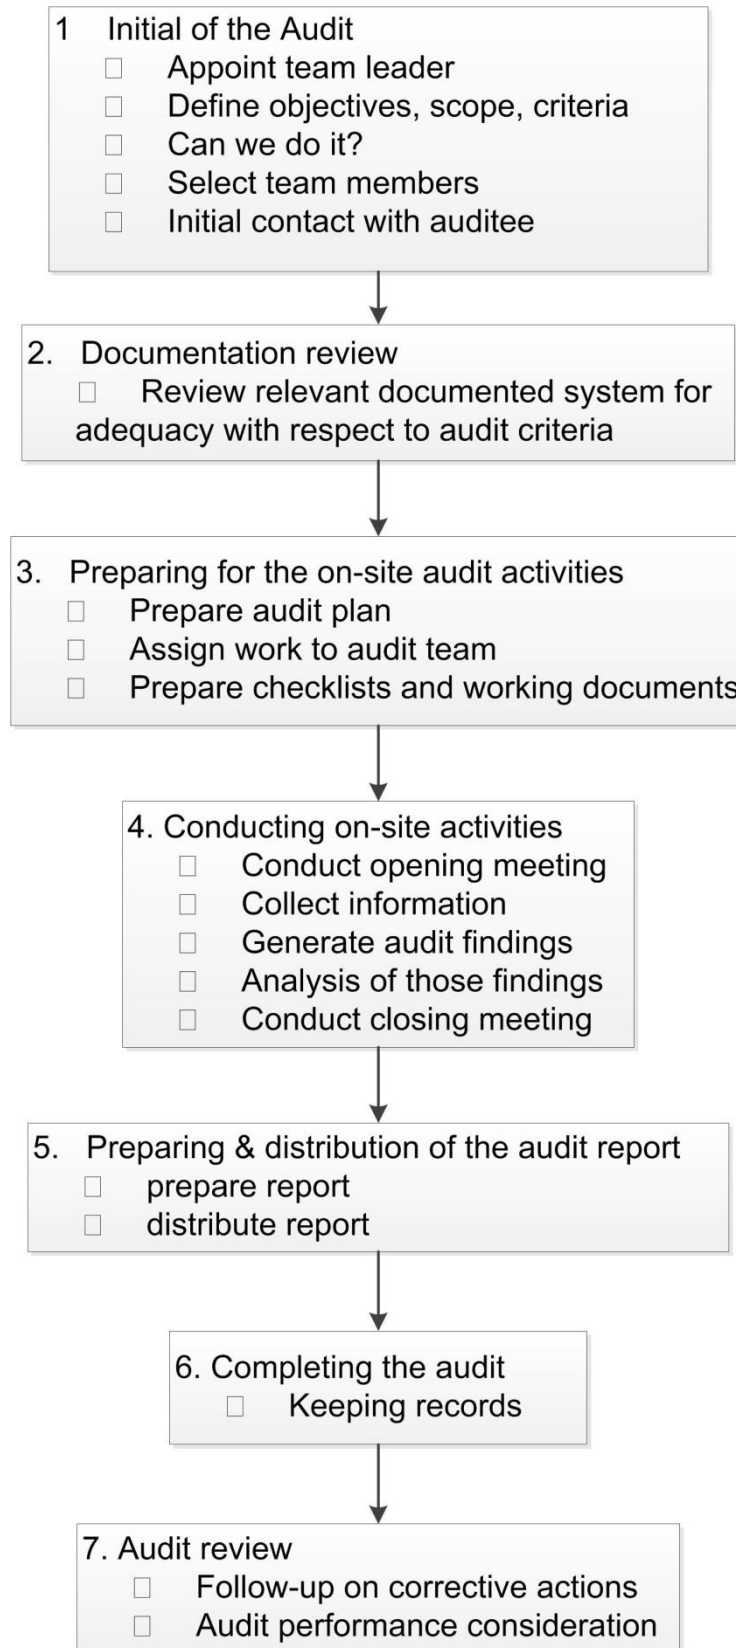 1 Initial of the Audit
□ Appoint team leader
□ Define objectives, scope, criteria
□ Can we do it?
□ Select team members
□ Initial contact with auditee
2. Documentation review
□ Review relevant documented system for
adequacy with respect to audit criteria
3. Preparing for the on-site audit activities
□ Prepare audit plan
□ Assign work to audit team
□ Prepare checklists and working documents
4. Conducting on-site activities
□ Conduct opening meeting
□ Collect information
□ Generate audit findings
□ Analysis of those findings
□ Conduct closing meeting
5. Preparing & distribution of the audit report
□ prepare report
□ distribute report
6. Completing the audit
□ Keeping records
7. Audit review
□ Follow-up on corrective actions
□ Audit performance consideration